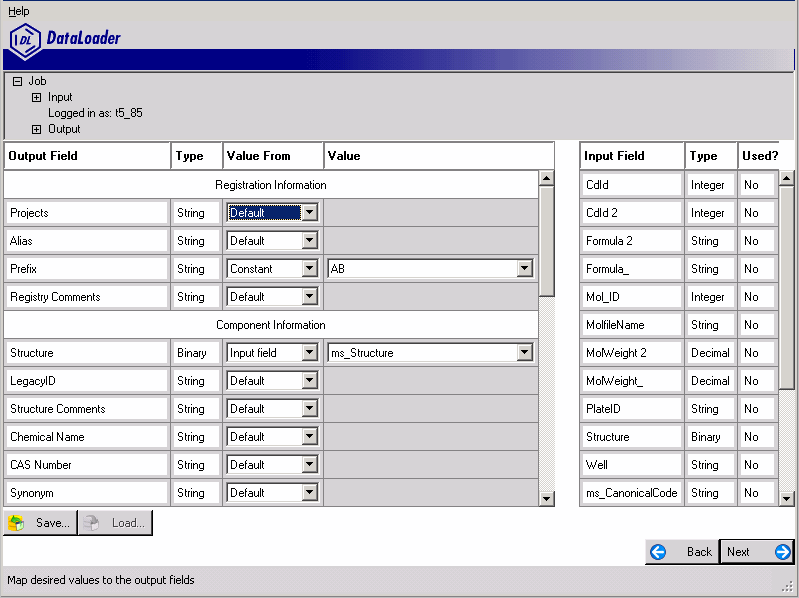 Help
DL DataLoader
Job
Input
Logged in as: t5_85
Output
Output Field Type Value From Value
Registration Information
Projects String Default
Alias String Default
Prefix String Constant AB
Registry Comments String Default
Component Information
Structure Binary Input field ms_Structure
LegacyID String Default
Structure Comments String Default
Chemical Name String Default
CAS Number String Default
Synonym String Default
Input Field Type Used?
CdId Integer No
CdId 2 Integer No
Formula 2 String No
Formula_ String No
Mol_ID Integer No
MolfileName String No
MolWeight 2 Decimal No
MolWeight_ Decimal No
PlateID String No
Structure Binary No
Well String No
ms_CanonicalCode String No
Save... Load...
Back Next
Map desired values to the output fields